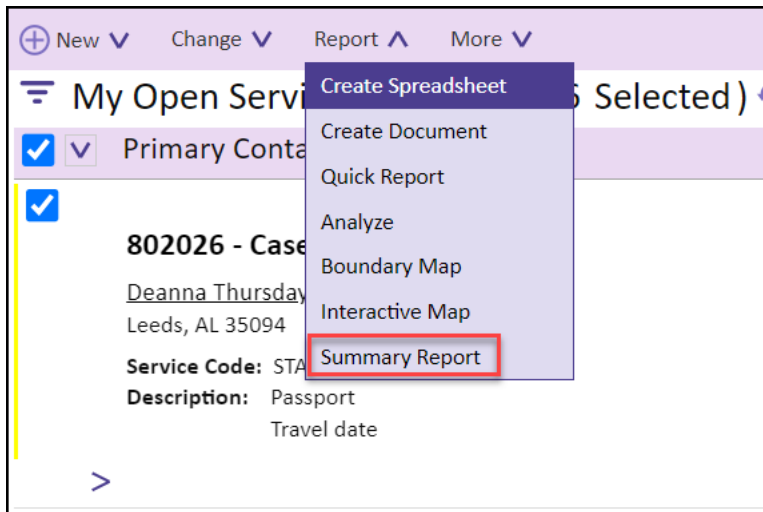 New Change Report More
My Open Servi Selected )
Create Spreadsheet
Create Document
Quick Report
Analyze
Boundary Map
Interactive Map
Summary Report
Primary Conta
802026 - Case
Deanna Thursday
Leeds, AL 35094
Service Code: STA
Description: Passport
Travel date